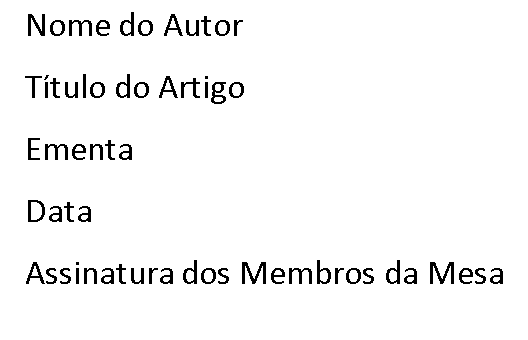 Nome do Autor
Título do Artigo
Ementa
Data
Assinatura dos Membros da Mesa